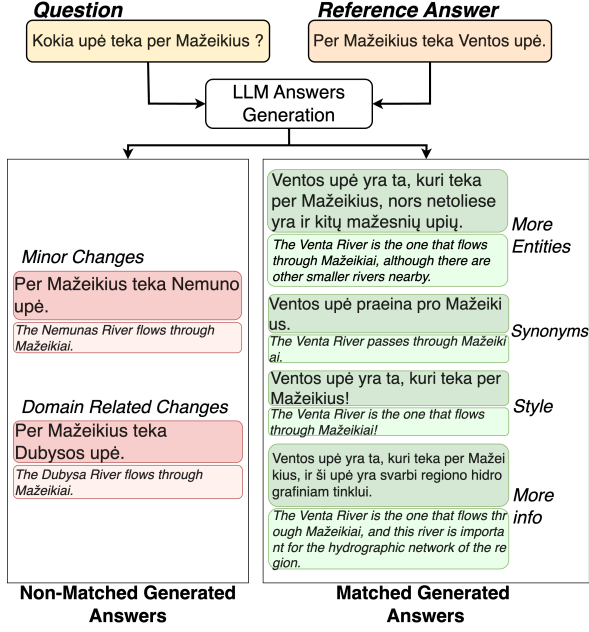 Question
Reference Answer
Kokia upė teka per Mažeikius ?
Per Mažeikius teka Ventos upė.
LLM Answers
Generation
Minor Changes
Per Mažeikius teka Nemuno
upė.
The Nemunas River flows through
Mažeikiai.
Domain Related Changes
Per Mažeikius teka
Dubysos upė.
The Dubysa River flows through
Mažeikiai.
Non-Matched Generated
Answers
Ventos upė yra ta, kuri teka
per Mažeikius, nors netoliese
yra ir kitų mažesnių upių.
The Venta River is the one that flows
through Mažeikiai, although there are
other smaller rivers nearby.
More
Entities
Ventos upė praeina pro Mažeiki
us.
The Venta River passes through Mažeiki
ai.
Synonyms
Ventos upė yra ta, kuri teka per
Mažeikius!
The Venta River is the one that flows
through Mažeikiai!
Style
Ventos upė yra ta, kuri teka per Mažei
kius, ir ši upė yra svarbi regiono hidro
grafiniam tinklui.
The Venta River is the one that flows thr
ough Mažeikiai, and this river is importa
nt for the hydrographic network of the re
gion.
More
info
Matched Generated
Answers